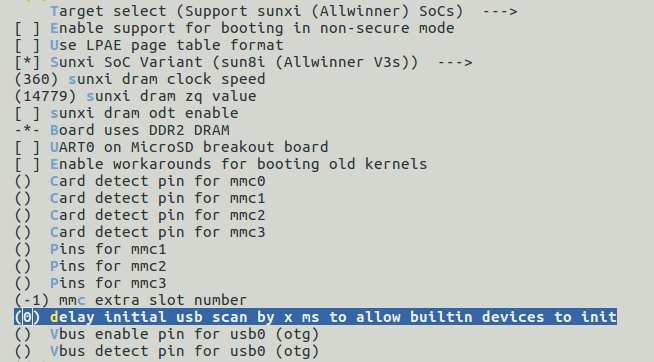 Target select (Support sunxi (Allwinner) SoCs)  --->
[ ] Enable support for booting in non-secure mode
[ ] Use LPAE page table format
[*] Sunxi SoC Variant (sun8i (Allwinner V3s))  --->
(360) sunxi dram clock speed
(14779) sunxi dram zq value
[ ] sunxi dram odt enable
-*- Board uses DDR2 DRAM
[ ] UART0 on MicroSD breakout board
[ ] Enable workarounds for booting old kernels
() Card detect pin for mmc0
() Card detect pin for mmc1
() Card detect pin for mmc2
() Card detect pin for mmc3
() Pins for mmc1
() Pins for mmc2
() Pins for mmc3
(-1) mmc extra slot number
(0) delay initial usb scan by x ms to allow builtin devices to init
() Vbus enable pin for usb0 (otg)
() Vbus detect pin for usb0 (otg)